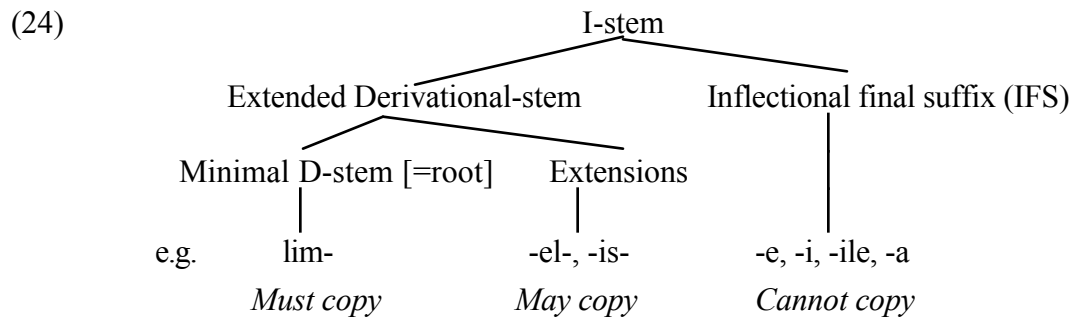 (24) I-stem
Extended Derivational-stem Inflectional final suffix (IFS)
Minimal D-stem [=root] Extensions
e.g. lim- -el-, -is- -e, -i, -ile, -a
Must copy May copy Cannot copy